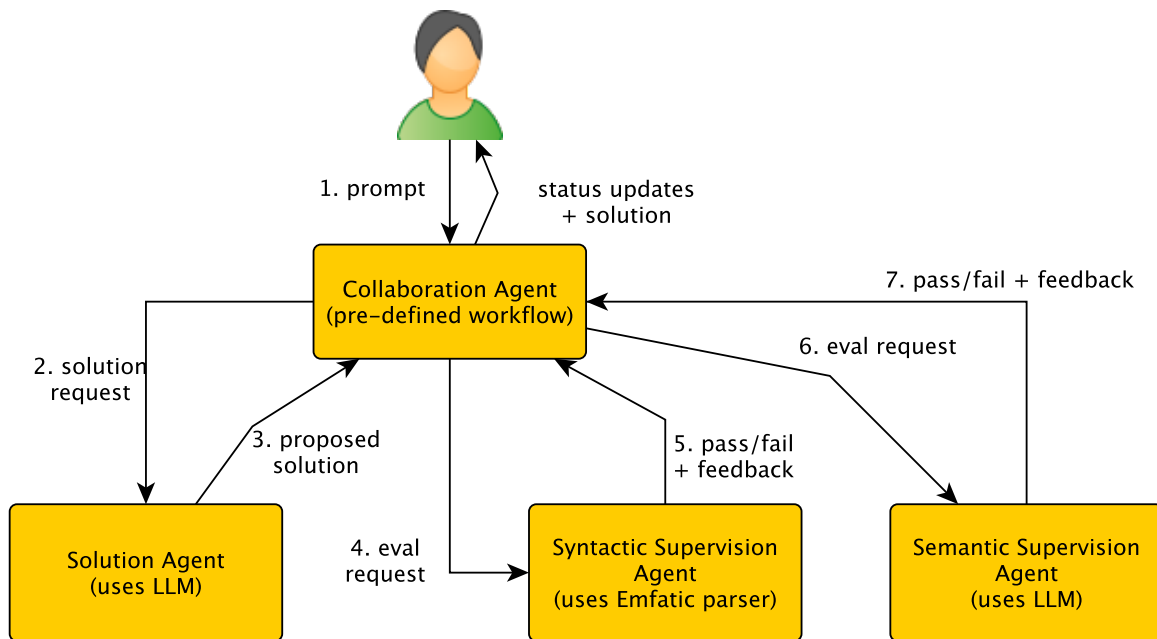 1. prompt
status updates
+ solution
Collaboration Agent
(pre-defined workflow)
7. pass/fail + feedback
6. eval request
2. solution
request
3. proposed
solution
5. pass/fail
+ feedback
4. eval
request
Solution Agent
(uses LLM)
Syntactic Supervision
Agent
(uses Emfatic parser)
Semantic Supervision
Agent
(uses LLM)